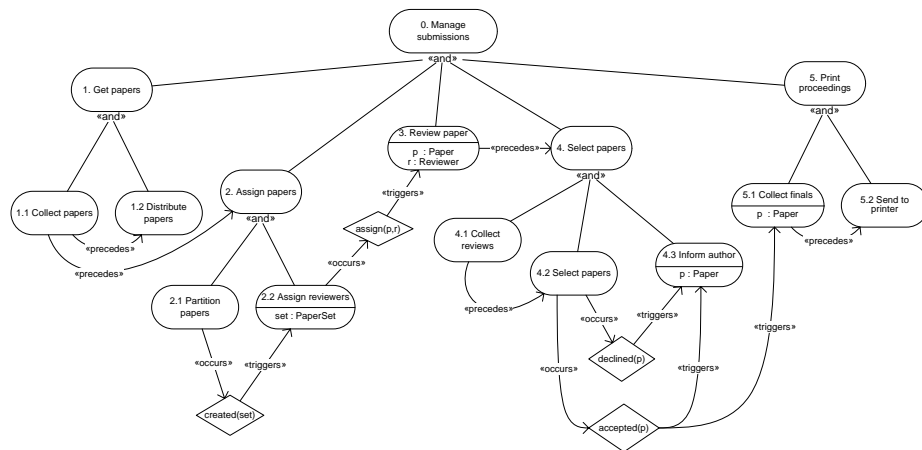 0. Manage
submissions
«and»
1. Get papers
«and»
5. Print
proceedings
«and»
3. Review paper
p : Paper
r : Reviewer
«precedes»
4. Select papers
«and»
«triggers»
1.1 Collect papers
1.2 Distribute
papers
«precedes»
«precedes»
2. Assign papers
«and»
assign(p,r)
«occurs»
5.1 Collect finals
p : Paper
5.2 Send to
printer
«precedes»
4.1 Collect
reviews
«precedes»
4.2 Select papers
4.3 Inform author
p : Paper
2.1 Partition
papers
2.2 Assign reviewers
set : PaperSet
«occurs»
«triggers»
created(set)
«occurs»
«triggers»
declined(p)
«occurs»
«triggers»
«triggers»
accepted(p)